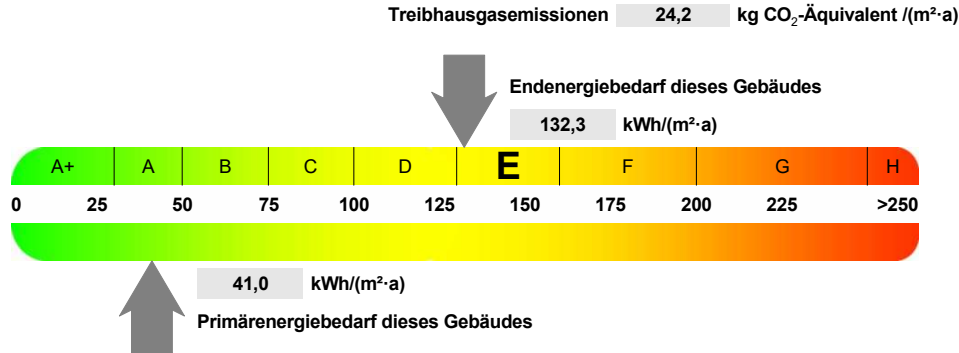 Treibhausgasemissionen 24,2 kg CO₂-Äquivalent /(m²·a)
Endenergiebedarf dieses Gebäudes
132,3 kWh/(m²·a)
A+ A B C D E F G H
0 25 50 75 100 125 150 175 200 225 >250
41,0 kWh/(m²·a)
Primärenergiebedarf dieses Gebäudes